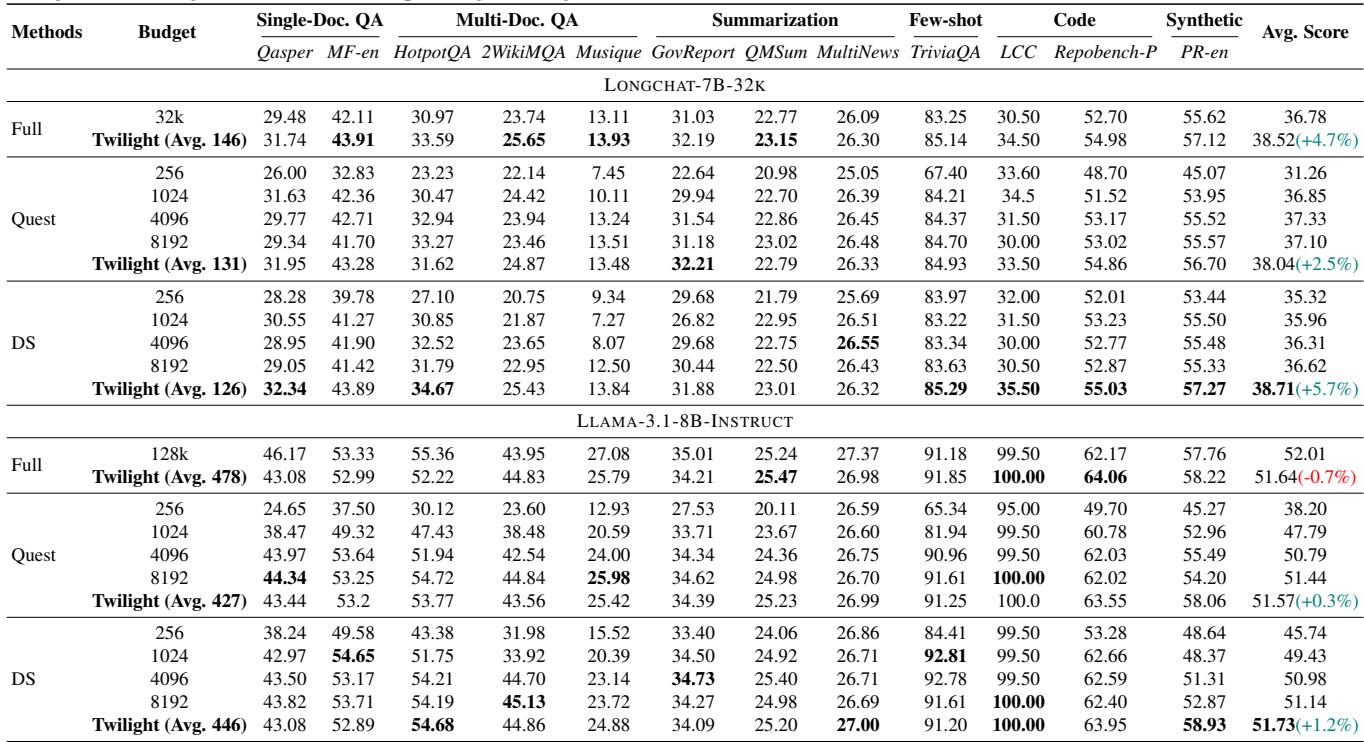 Methods Budget Single-Doc. QA Multi-Doc. QA Summarization Few-shot Code Synthetic Avg. Score
Qasper MF-en HotpotQA 2WikiMQA Musique GovReport QMSum MultiNews TriviaQA LCC Repobench-P PR-en
LONGCHAT-7B-32K
Full 32k 29.48 42.11 30.97 23.74 13.11 31.03 22.77 26.09 83.25 30.50 52.70 55.62 36.78
Twilight (Avg. 146) 31.74 43.91 33.59 25.65 13.93 32.19 23.15 26.30 85.14 34.50 54.98 57.12 38.52(+4.7%)
Quest 256 26.00 32.83 23.23 22.14 7.45 22.64 20.98 25.05 67.40 33.60 48.70 45.07 31.26
1024 31.63 42.36 30.47 24.42 10.11 29.94 22.70 26.39 84.21 34.5 51.52 53.95 36.85
4096 29.77 42.71 32.94 23.94 13.24 31.54 22.86 26.45 84.37 31.50 53.17 55.52 37.33
8192 29.34 41.70 33.27 23.46 13.51 31.18 23.02 26.48 84.70 30.00 53.02 55.57 37.10
Twilight (Avg. 131) 31.95 43.28 31.62 24.87 13.48 32.21 22.79 26.33 84.93 33.50 54.86 56.70 38.04(+2.5%)
DS 256 28.28 39.78 27.10 20.75 9.34 29.68 21.79 25.69 83.97 32.00 52.01 53.44 35.32
1024 30.55 41.27 30.85 21.87 7.27 26.82 22.95 26.51 83.22 31.50 53.23 55.50 35.96
4096 28.95 41.90 32.52 23.65 8.07 29.68 22.75 26.55 83.34 30.00 52.77 55.48 36.31
8192 29.05 41.42 31.79 22.95 12.50 30.44 22.50 26.43 83.63 30.50 52.87 55.33 36.62
Twilight (Avg. 126) 32.34 43.89 34.67 25.43 13.84 31.88 23.01 26.32 85.29 35.50 55.03 57.27 38.71(+5.7%)
LLAMA-3.1-8B-INSTRUCT
Full 128k 46.17 53.33 55.36 43.95 27.08 35.01 25.24 27.37 91.18 99.50 62.17 57.76 52.01
Twilight (Avg. 478) 43.08 52.99 52.22 44.83 25.79 34.21 25.47 26.98 91.85 100.00 64.06 58.22 51.64(-0.7%)
Quest 256 24.65 37.50 30.12 23.60 12.93 27.53 20.11 26.59 65.34 95.00 49.70 45.27 38.20
1024 38.47 49.32 47.43 38.48 20.59 33.71 23.67 26.60 81.94 99.50 60.78 52.96 47.79
4096 43.97 53.64 51.94 42.54 24.00 34.34 24.36 26.75 90.96 99.50 62.03 55.49 50.79
8192 44.34 53.25 54.72 44.84 25.98 34.62 24.98 26.70 91.61 100.00 62.02 54.20 51.44
Twilight (Avg. 427) 43.44 53.2 53.77 43.56 25.42 34.39 25.23 26.99 91.25 100.0 63.55 58.06 51.57(+0.3%)
DS 256 38.24 49.58 43.38 31.98 15.52 33.40 24.06 26.86 84.41 99.50 53.28 48.64 45.74
1024 42.97 54.65 51.75 33.92 20.39 34.50 24.92 26.71 92.81 99.50 62.66 48.37 49.43
4096 43.50 53.17 54.21 44.70 23.14 34.73 25.40 26.71 92.78 99.50 62.59 51.31 50.98
8192 43.82 53.71 54.19 45.13 23.72 34.27 24.98 26.69 91.61 100.00 62.40 52.87 51.14
Twilight (Avg. 446) 43.08 52.89 54.68 44.86 24.88 34.09 25.20 27.00 91.20 100.00 63.95 58.93 51.73(+1.2%)